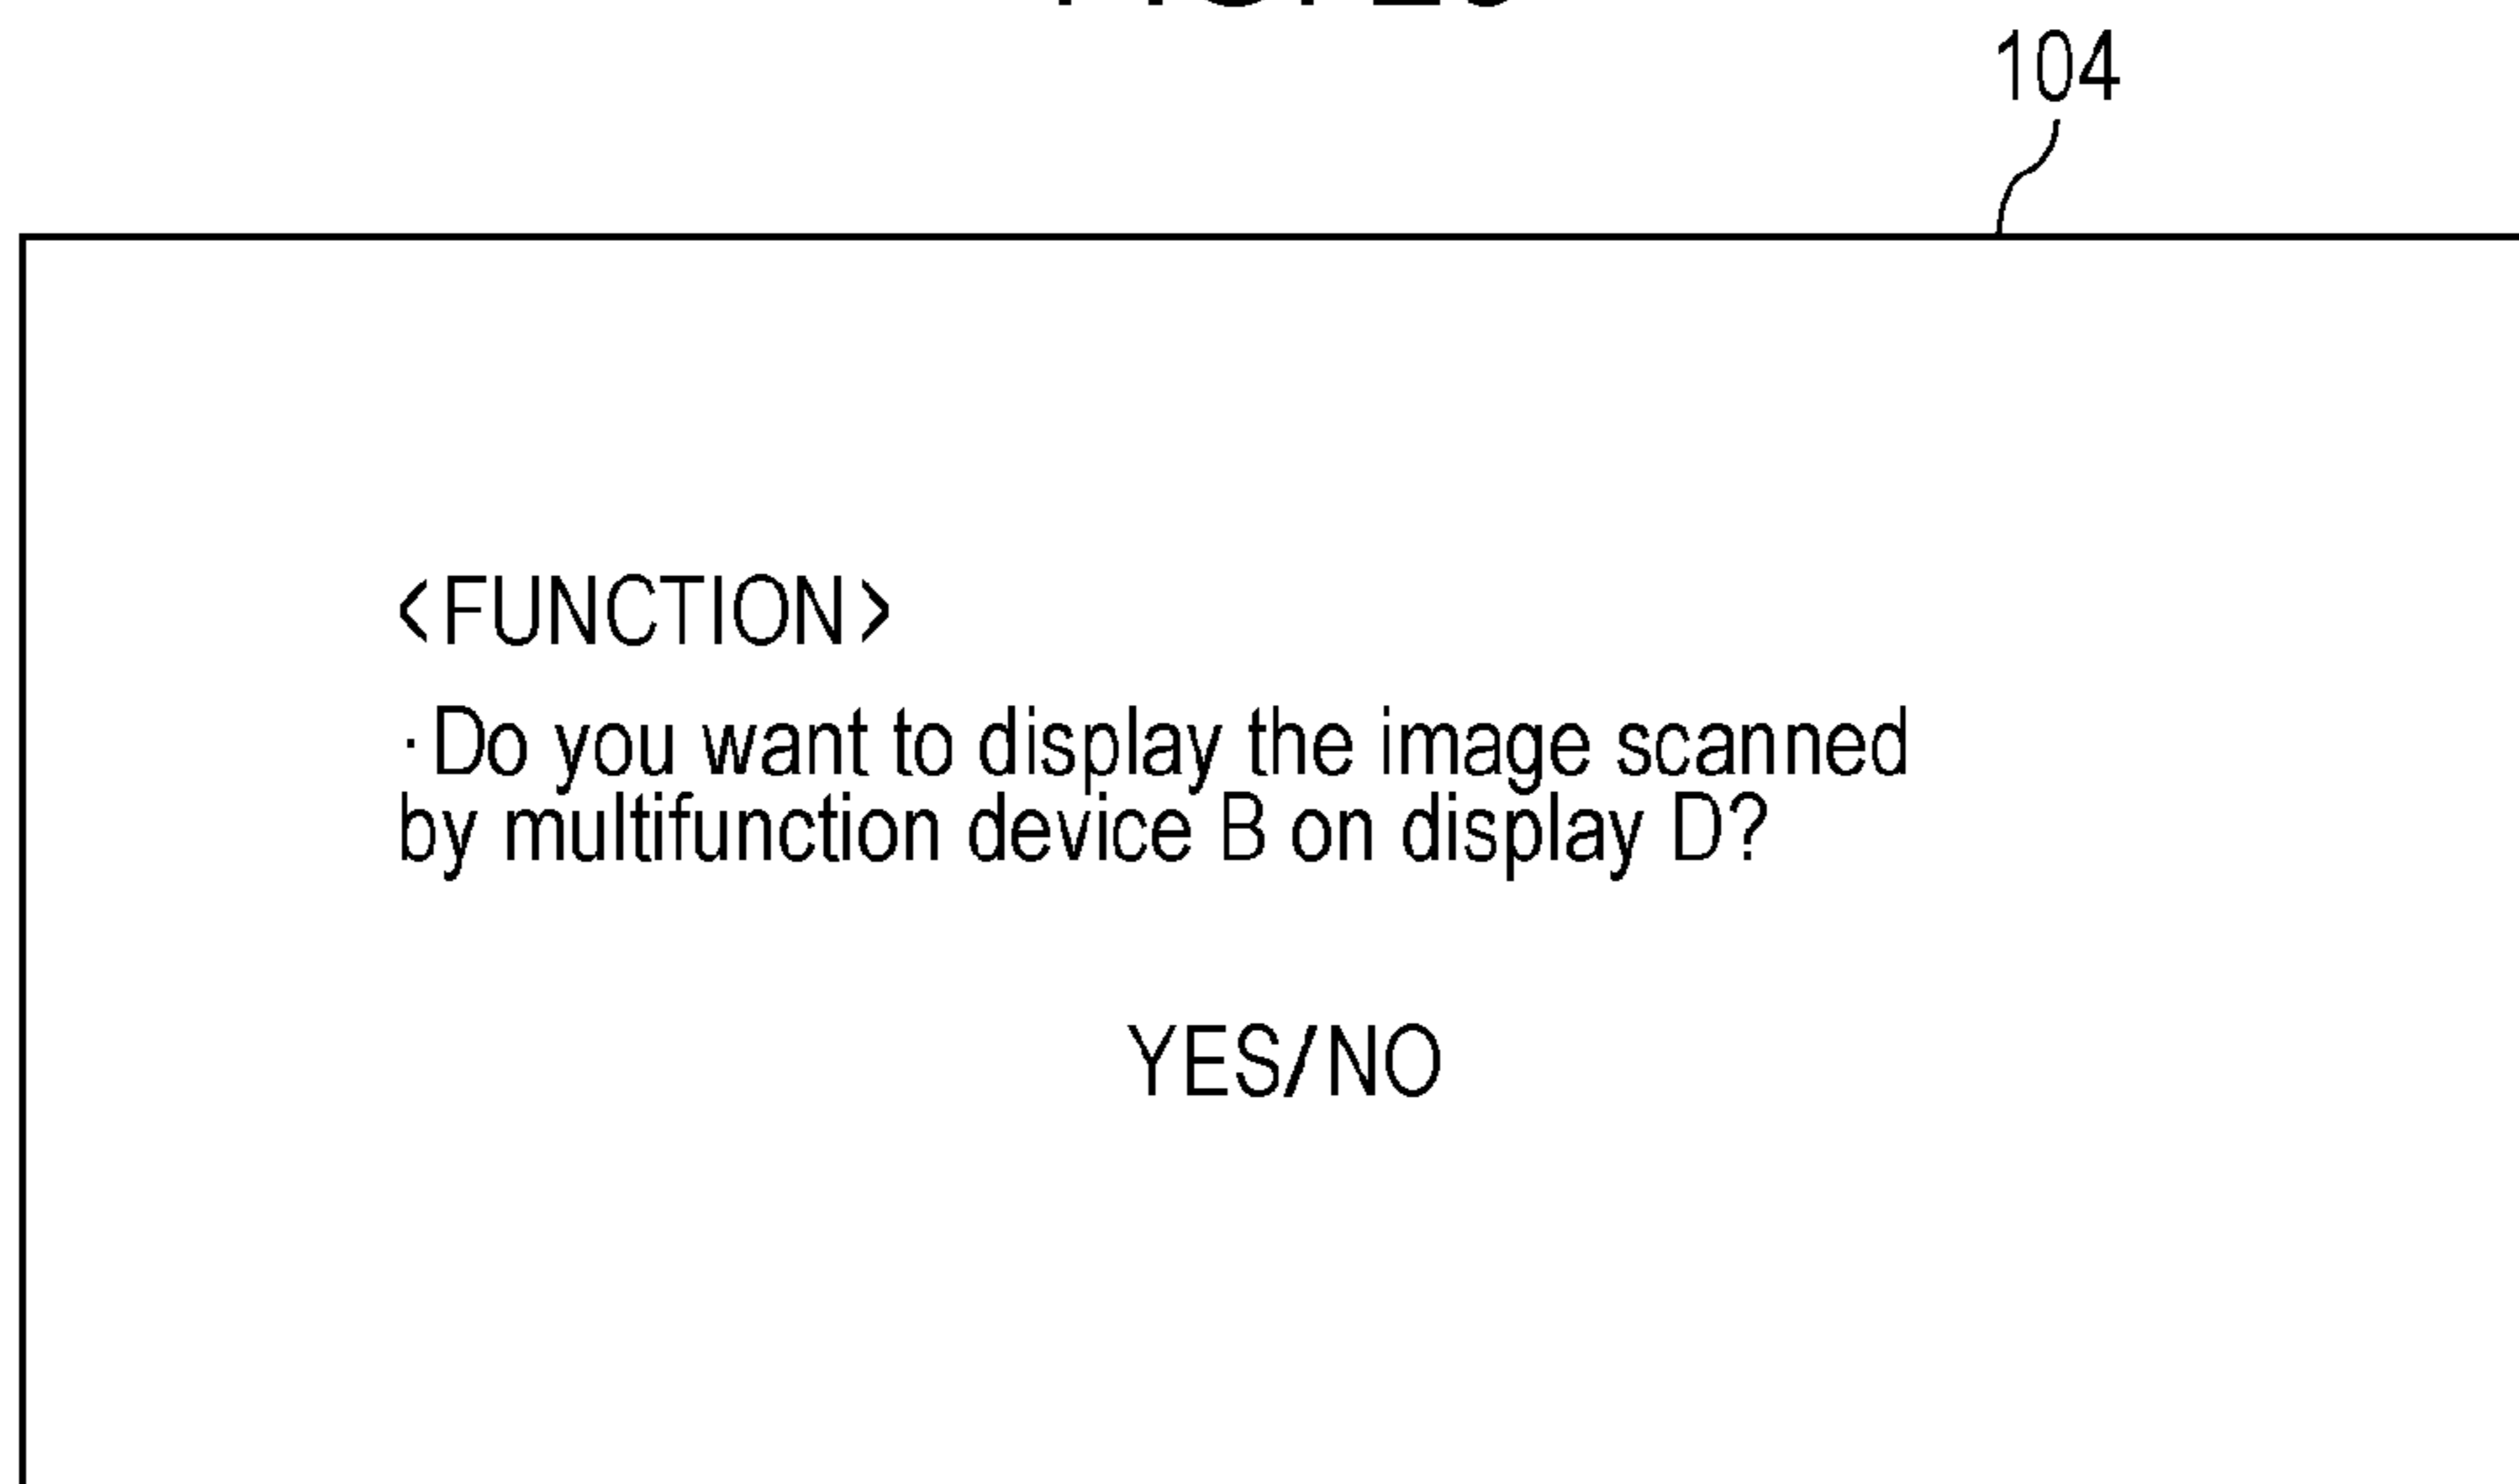 104
<FUNCTION>
·Do you want to display the image scanned
by multifunction device B on display D?
YES/NO